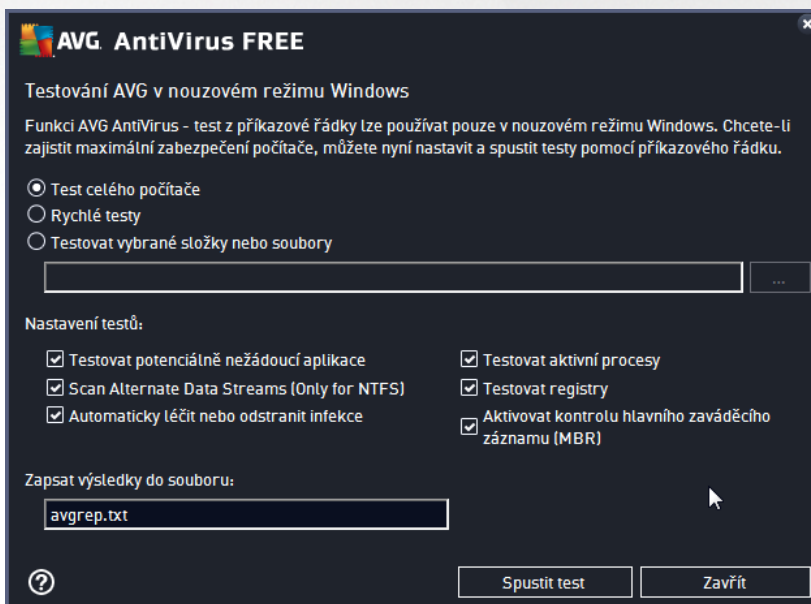 AVG. AntiVirus FREE
Testování AVG v nouzovém režimu Windows
Funkci AVG AntiVirus - test z příkazové řádky lze používat pouze v nouzovém režimu Windows. Chcete-li
zajistit maximální zabezpečení počítače, můžete nyní nastavit a spustit testy pomocí příkazového řádku.
Test celého počítače
Rychlé testy
Testovat vybrané složky nebo soubory
...
Nastavení testů:
Testovat potenciálně nežádoucí aplikace
Testovat aktivní procesy
Scan Alternate Data Streams (Only for NTFS)
Testovat registry
Automaticky léčit nebo odstranit infekce
Aktivovat kontrolu hlavního zaváděcího
záznamu (MBR)
Zapsat výsledky do souboru:
avgrep.txt
?
Spustit test
Zavřít